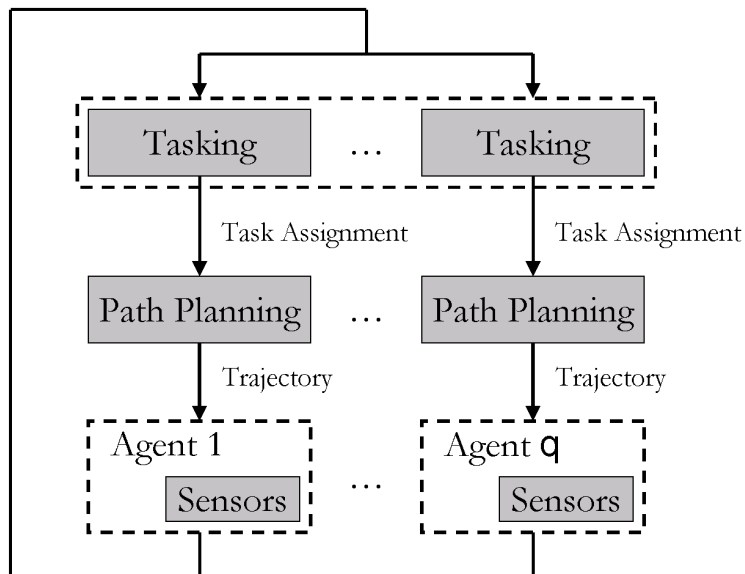 Tasking ... Tasking
Task Assignment Task Assignment
Path Planning ... Path Planning
Trajectory Trajectory
Agent 1 Agent q
...
Sensors Sensors